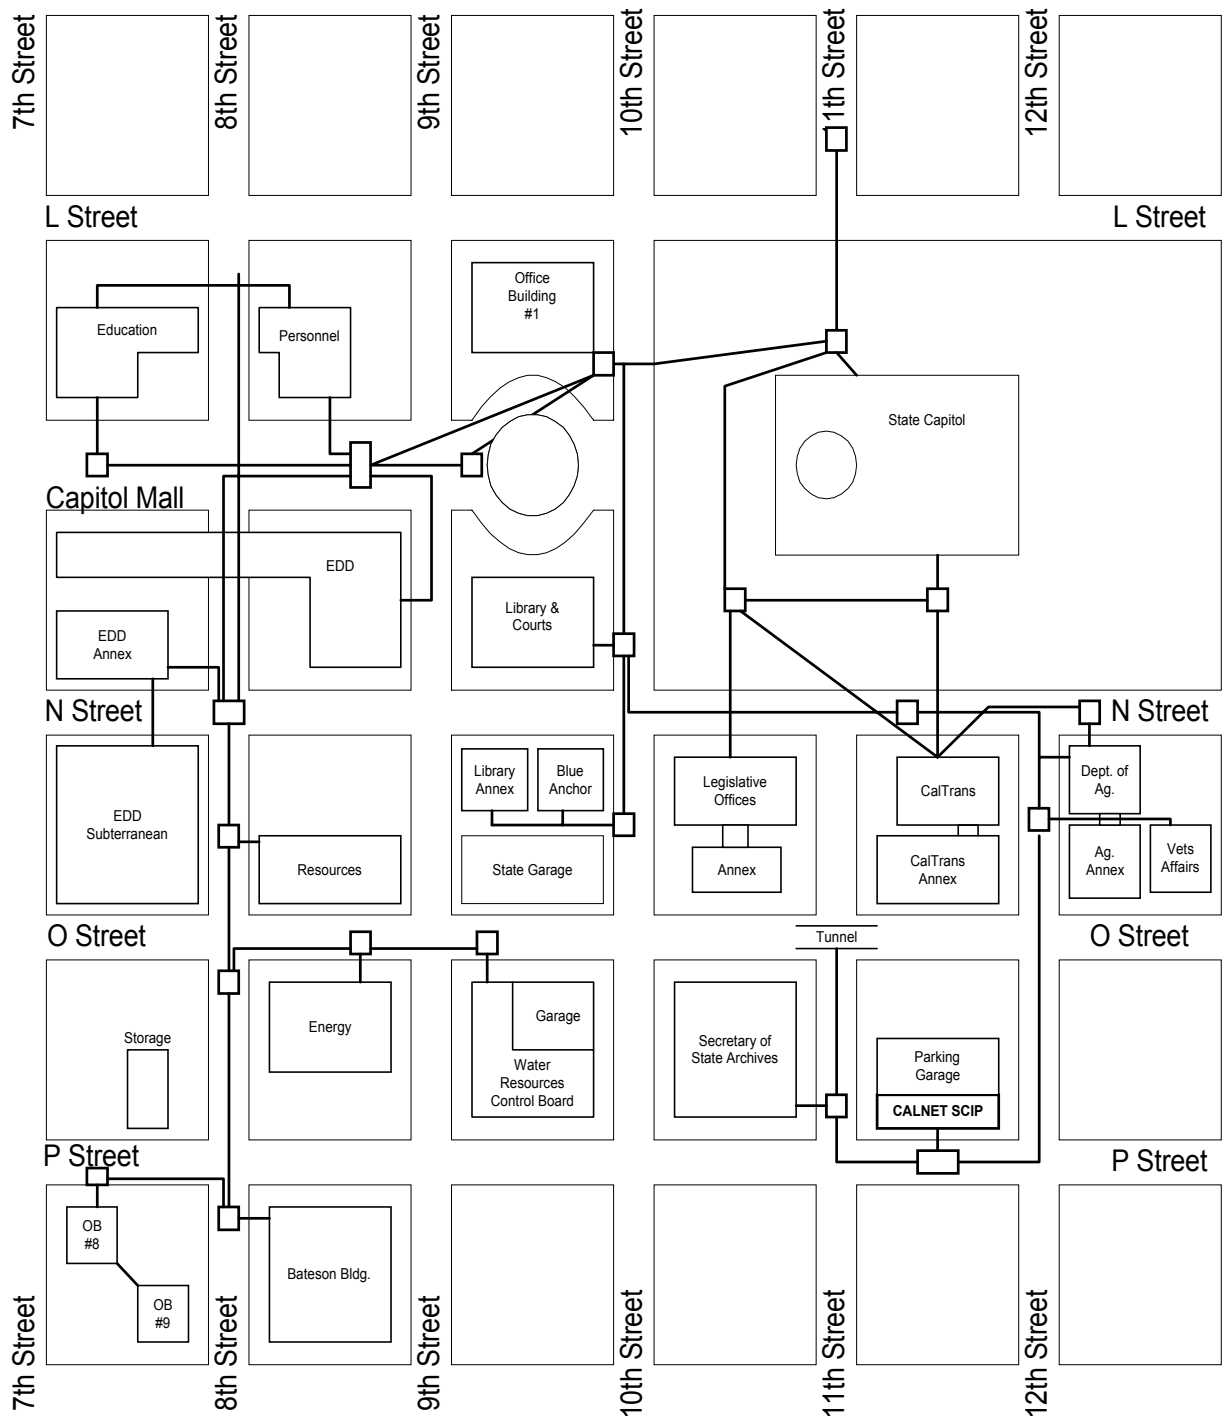 7th Street
8th Street
9th Street
10th Street
11th Street
12th Street
L Street
L Street
Education
Personnel
Office
Building
#1
State Capitol
Capitol Mall
EDD
EDD
Annex
Library &
Courts
N Street
N Street
EDD
Subterranean
Resources
Library
Annex
Blue
Anchor
State Garage
Legislative
Offices
Annex
CalTrans
CalTrans
Annex
Dept. of
Ag.
Ag.
Annex
Vets
Affairs
O Street
O Street
Tunnel
Storage
Energy
Garage
Water
Resources
Control Board
Secretary of
State Archives
Parking
Garage
CALNET SCIP
P Street
P Street
OB
#8
OB
#9
Bateson Bldg.
7th Street
8th Street
9th Street
10th Street
11th Street
12th Street